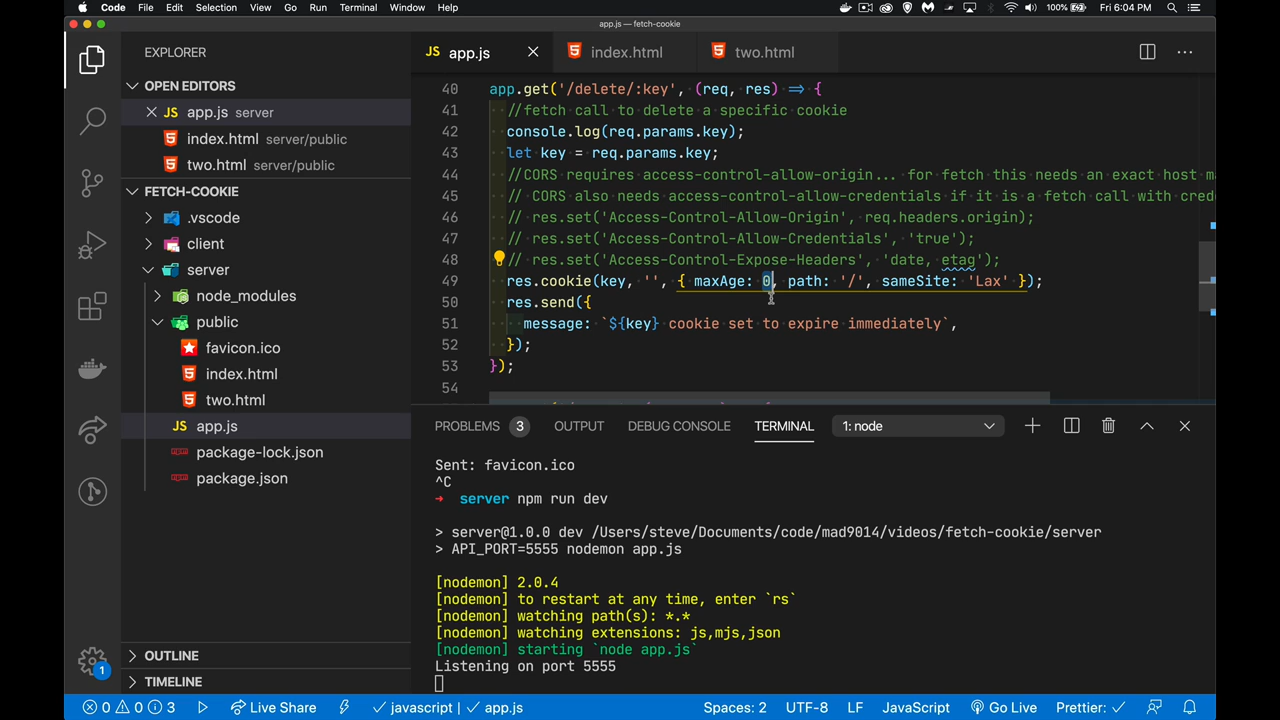 Code File Edit Selection View Go Run Terminal Window Help 100% Fri 6:04 PM
app.js — fetch-cookie
EXPLORER
OPEN EDITORS
JS app.js server
index.html server/public
two.html server/public
FETCH-COOKIE
.vscode
client
server
node_modules
public
favicon.ico
index.html
two.html
JS app.js
package-lock.json
package.json
OUTLINE
TIMELINE
JS app.js index.html two.html
40 app.get('/delete/:key', (req, res) => {
41 //fetch call to delete a specific cookie
42 console.log(req.params.key);
43 let key = req.params.key;
44 //CORS requires access-control-allow-origin... for fetch this needs an exact host ma
45 // CORS also needs access-control-allow-credentials if it is a fetch call with crede
46 // res.set('Access-Control-Allow-Origin', req.headers.origin);
47 // res.set('Access-Control-Allow-Credentials', 'true');
48 // res.set('Access-Control-Expose-Headers', 'date, etag');
49 res.cookie(key, '', { maxAge: 0, path: '/', sameSite: 'Lax' });
50 res.send({
51 message: `${key} cookie set to expire immediately`,
52 });
53 });
54
PROBLEMS 3 OUTPUT DEBUG CONSOLE TERMINAL 1: node
Sent: favicon.ico
^C
➜ server npm run dev
> server@1.0.0 dev /Users/steve/Documents/code/mad9014/videos/fetch-cookie/server
> API_PORT=5555 nodemon app.js
[nodemon] 2.0.4
[nodemon] to restart at any time, enter `rs`
[nodemon] watching path(s): *.*
[nodemon] watching extensions: js,mjs,json
[nodemon] starting `node app.js`
Listening on port 5555
1
0 0 3 Live Share javascript | app.js Spaces: 2 UTF-8 LF JavaScript Go Live Prettier: ✓